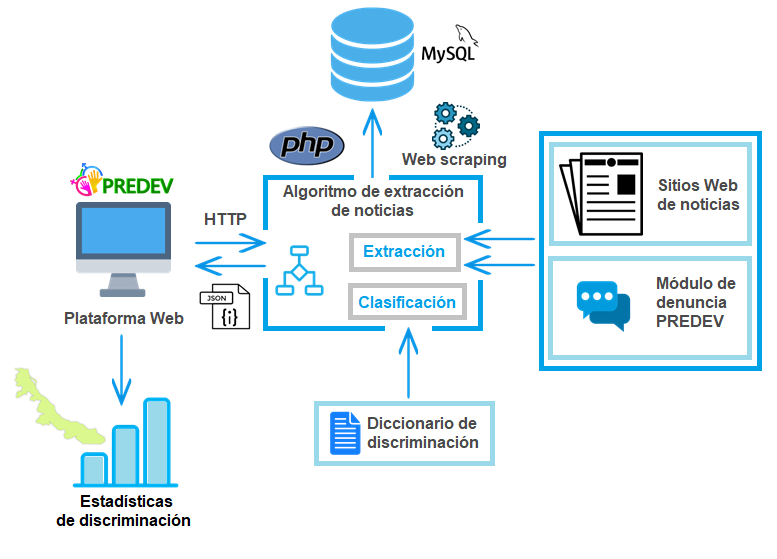 MySQL
php
Web scraping
PREDEV
HTTP
Algoritmo de extracción
de noticias
Extracción
Clasificación
Sitios Web
de noticias
Módulo de
denuncia
PREDEV
JSON
{i}
Plataforma Web
Diccionario de
discriminación
Estadísticas
de discriminación